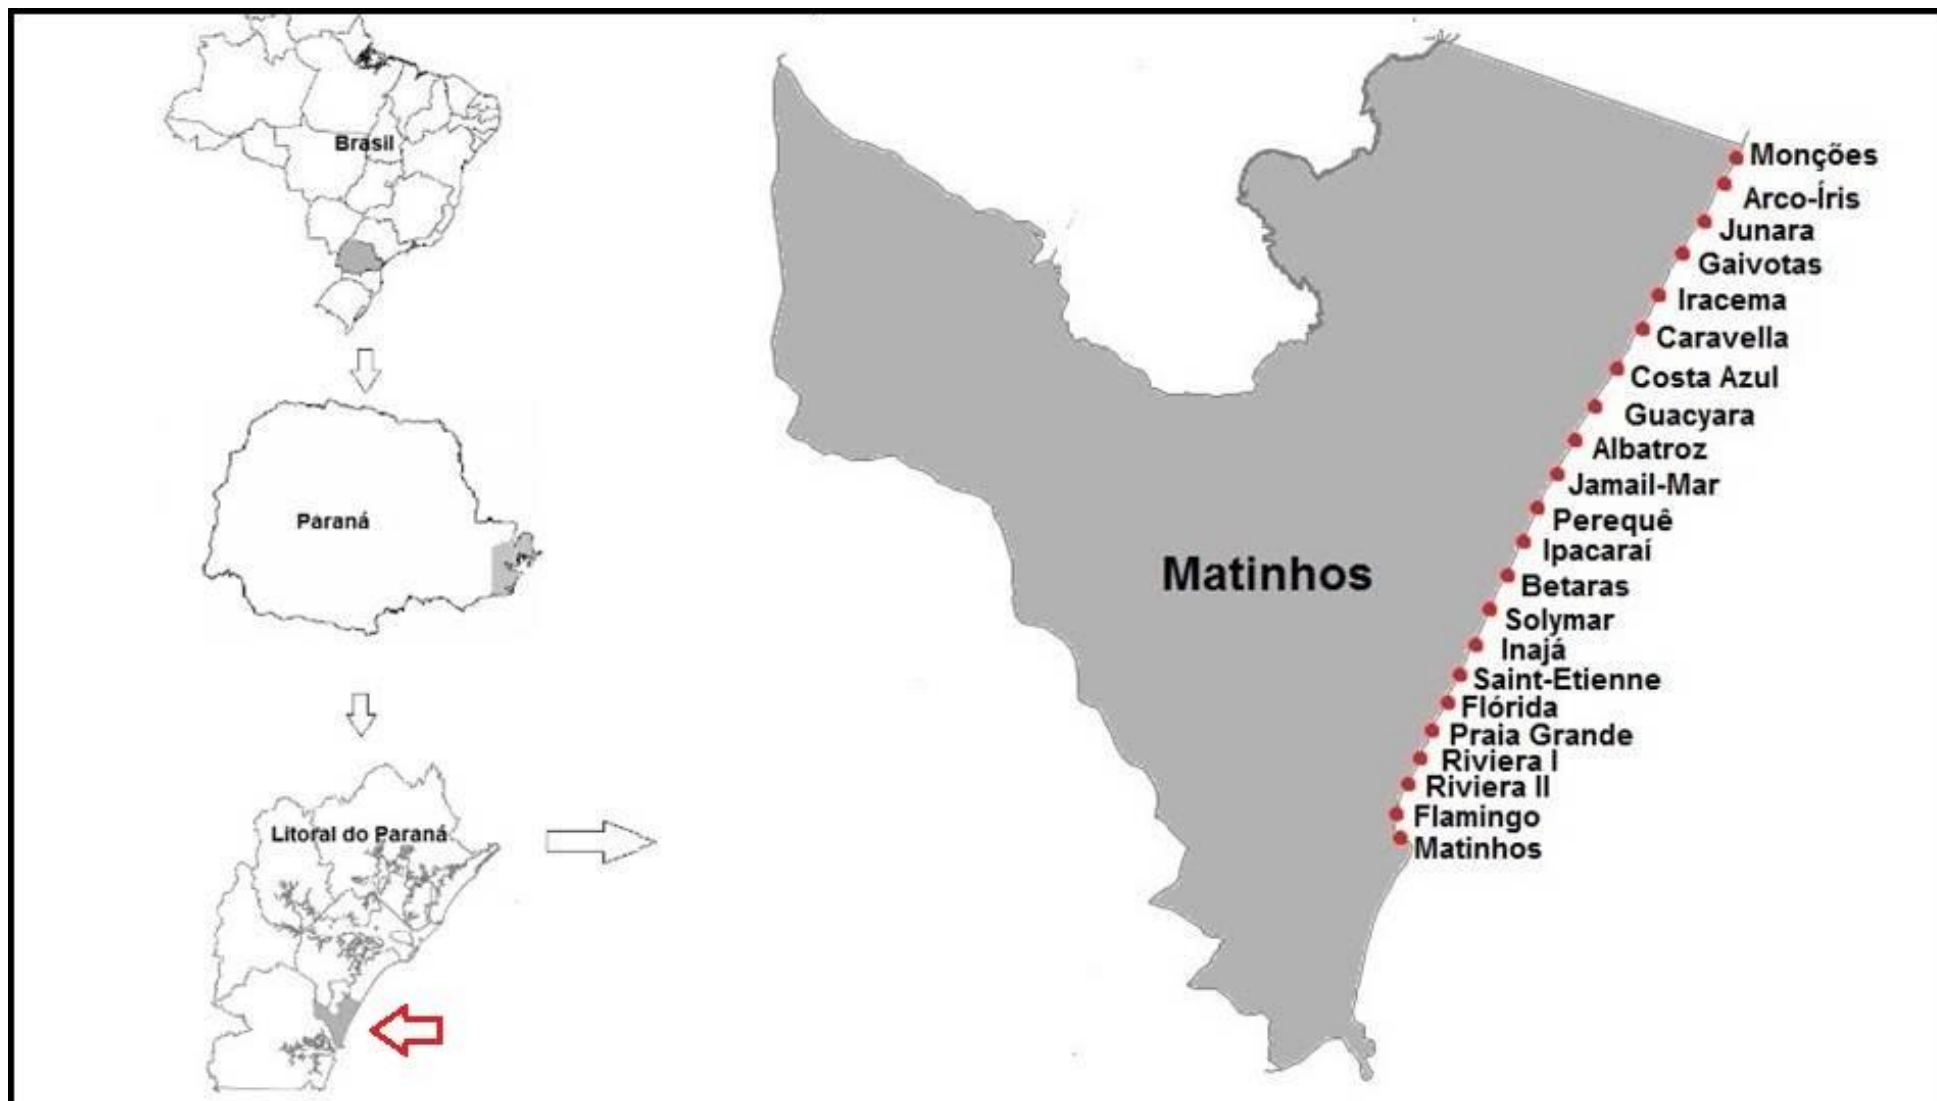 Brasil
Paraná
Litoral do Paraná
Matinhos
Monções
Arco-Íris
Junara
Gaivotas
Iracema
Caravella
Costa Azul
Guacyara
Albatroz
Jamail-Mar
Perequê
Ipacaraí
Betaras
Solymar
Inajá
Saint-Etienne
Flórida
Praia Grande
Riviera I
Riviera II
Flamingo
Matinhos